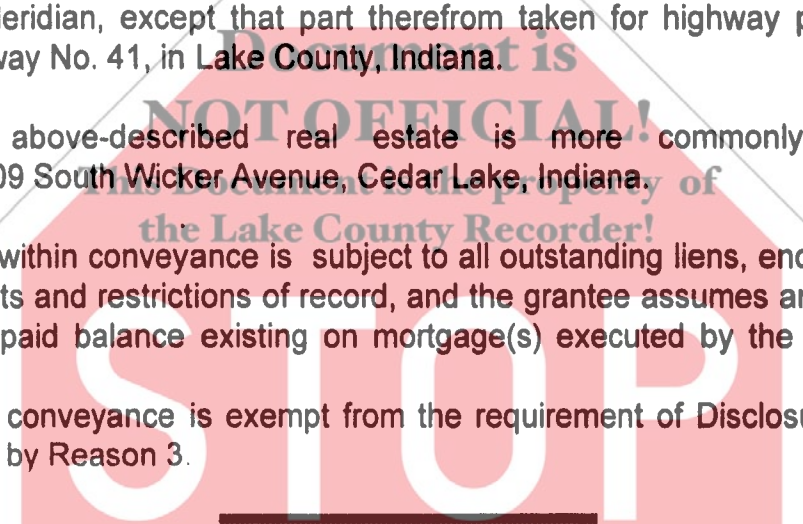 eridian, except that part therefrom taken for highway p
way No. 41, in Lake County, Indiana.
Document is
NOT OFFICIAL!
above-described real estate is more commonly
09 South Wicker Avenue, Cedar Lake, Indiana.
This Document is the property of
the Lake County Recorder!
within conveyance is subject to all outstanding liens, enc
ts and restrictions of record, and the grantee assumes an
paid balance existing on mortgage(s) executed by the
STOP
conveyance is exempt from the requirement of Disclosu
by Reason 3.